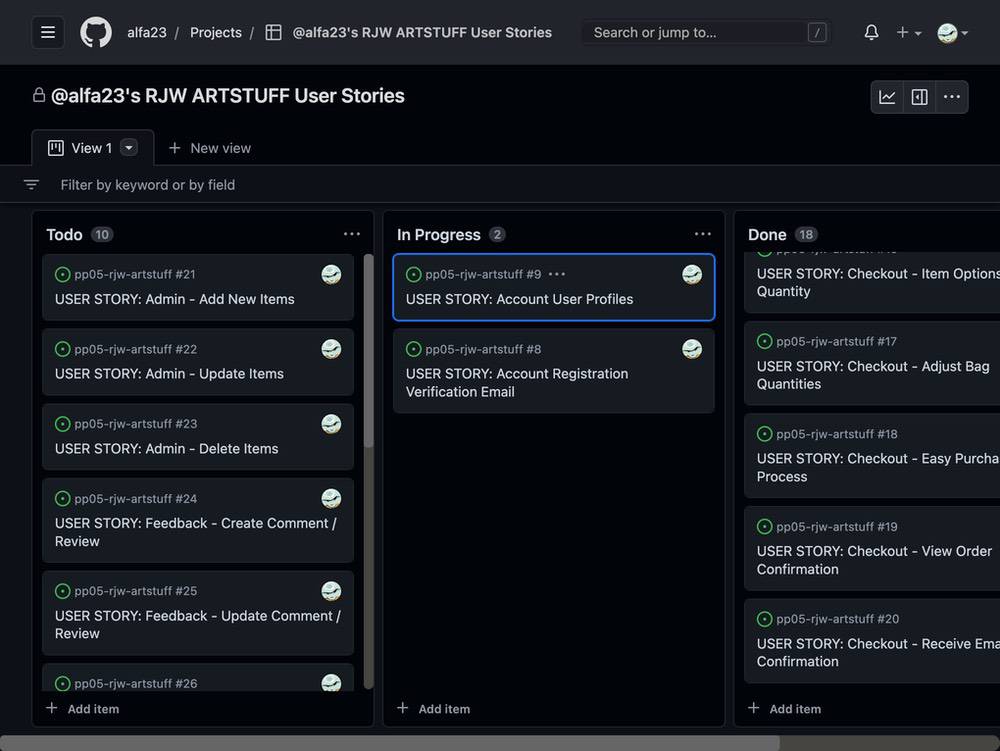 alfa23 / Projects / @alfa23's RJW ARTSTUFF User Stories Search or jump to... /
@alfa23's RJW ARTSTUFF User Stories
View 1 New view
Filter by keyword or by field
Todo 10
pp05-rjw-artstuff #21
USER STORY: Admin - Add New Items
pp05-rjw-artstuff #22
USER STORY: Admin - Update Items
pp05-rjw-artstuff #23
USER STORY: Admin - Delete Items
pp05-rjw-artstuff #24
USER STORY: Feedback - Create Comment /
Review
pp05-rjw-artstuff #25
USER STORY: Feedback - Update Comment /
Review
pp05-rjw-artstuff #26
Add item
In Progress 2
pp05-rjw-artstuff #9
USER STORY: Account User Profiles
pp05-rjw-artstuff #8
USER STORY: Account Registration
Verification Email
Add item
Done 18
USER STORY: Checkout - Item Options
Quantity
pp05-rjw-artstuff #17
USER STORY: Checkout - Adjust Bag
Quantities
pp05-rjw-artstuff #18
USER STORY: Checkout - Easy Purcha
Process
pp05-rjw-artstuff #19
USER STORY: Checkout - View Order
Confirmation
pp05-rjw-artstuff #20
USER STORY: Checkout - Receive Ema
Confirmation
Add item